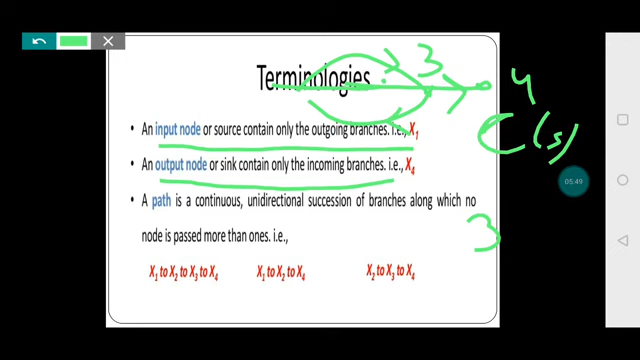 Terminologies
3
4
C(s)
• An input node or source contain only the outgoing branches. i.e., X1
• An output node or sink contain only the incoming branches. i.e., X4
05:49
• A path is a continuous, unidirectional succession of branches along which no
node is passed more than ones. i.e.,
3
X1 to X2 to X3 to X4 X1 to X2 to X4 X2 to X3 to X4